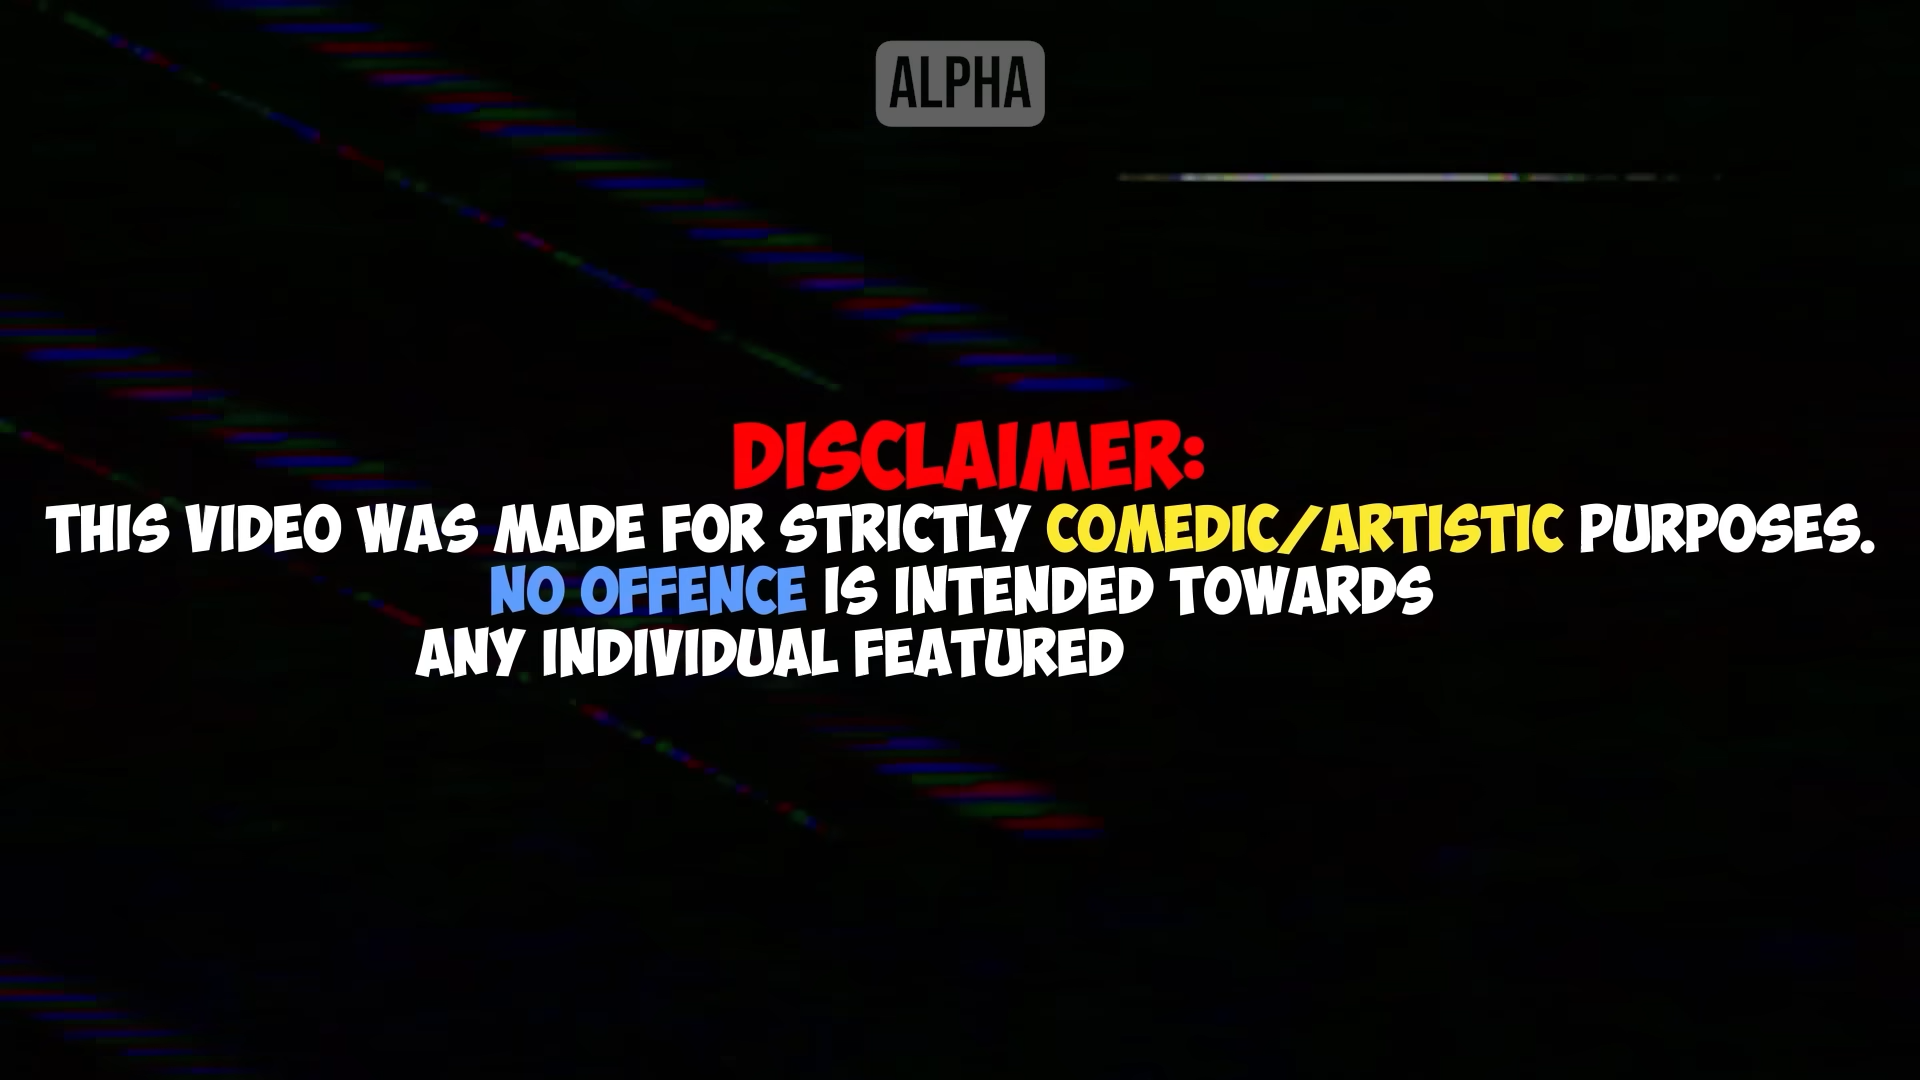 ALPHA
DISCLAIMER:
THIS VIDEO WAS MADE FOR STRICTLY COMEDIC/ARTISTIC PURPOSES.
NO OFFENCE IS INTENDED TOWARDS
ANY INDIVIDUAL FEATURED